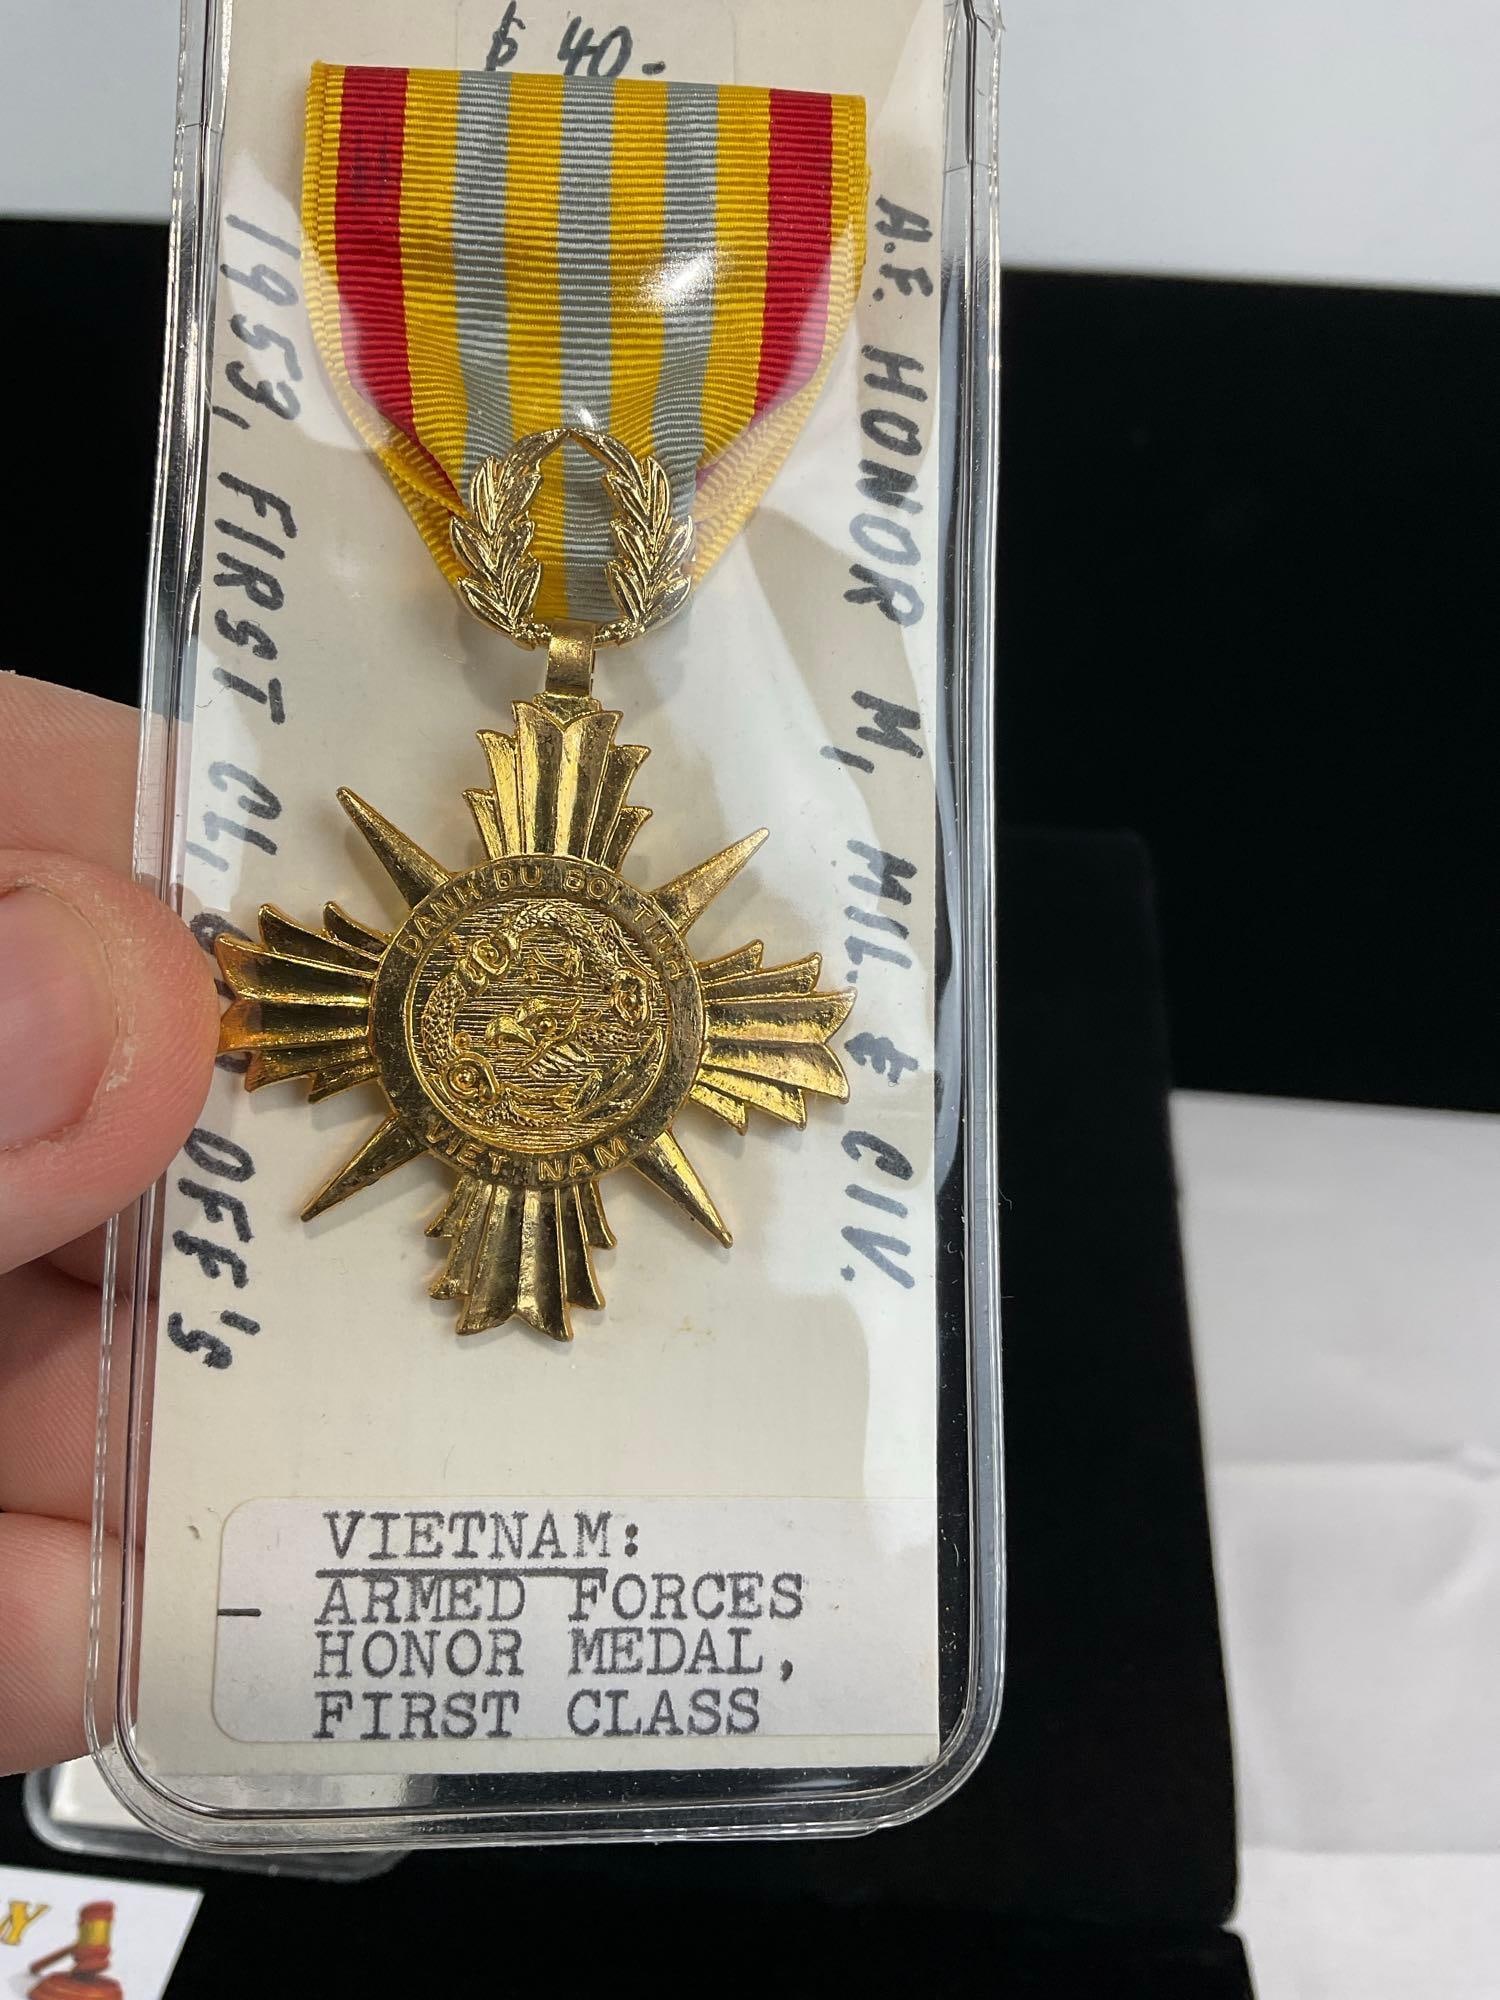 $ 40.-
A.F. HONOR M, MIL. & CIV.
1953, FIRST CL, OFF'S
DANH DU BOI TINH
VIET NAM
VIETNAM:
- ARMED FORCES
HONOR MEDAL,
FIRST CLASS